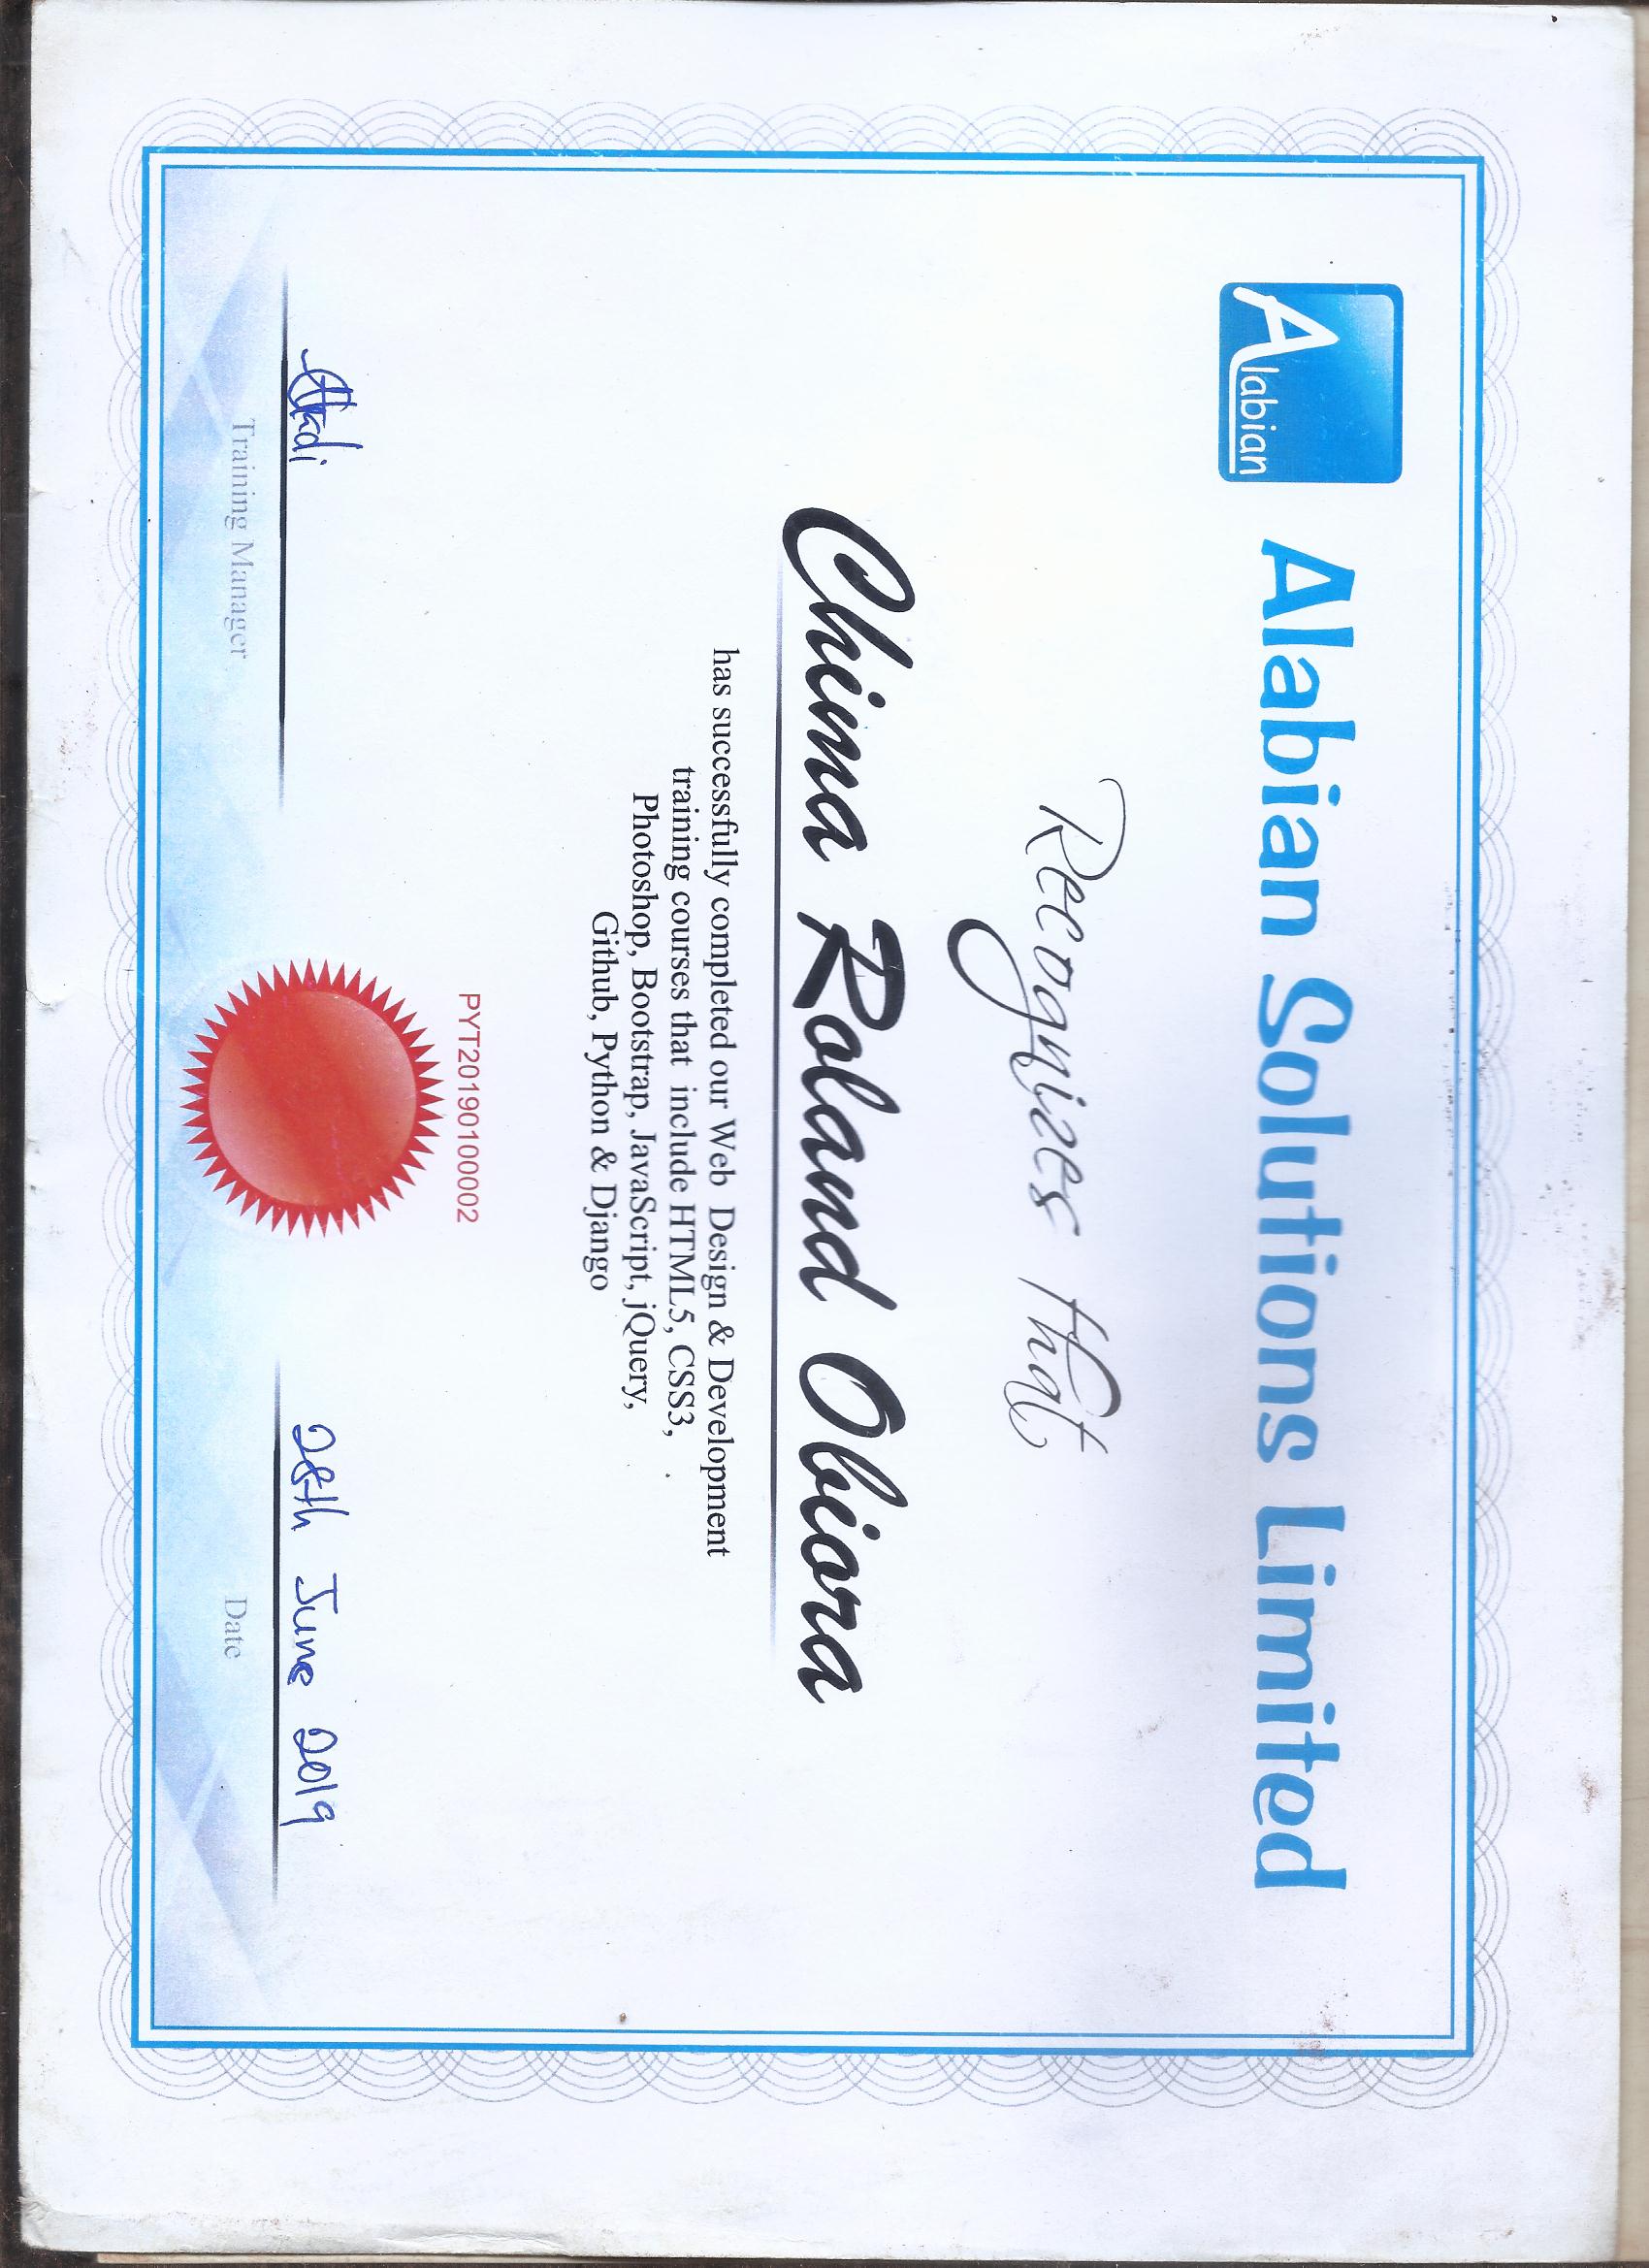 Alabian
Alabian Solutions Limited
Recognizes that
Chima Roland Obiora
has successfully completed our Web Design & Development
training courses that include HTML5, CSS3,
Photoshop, Bootstrap, JavaScript, jQuery,
Github, Python & Django
PYT20190100002
28th June 2019
Training Manager
Date